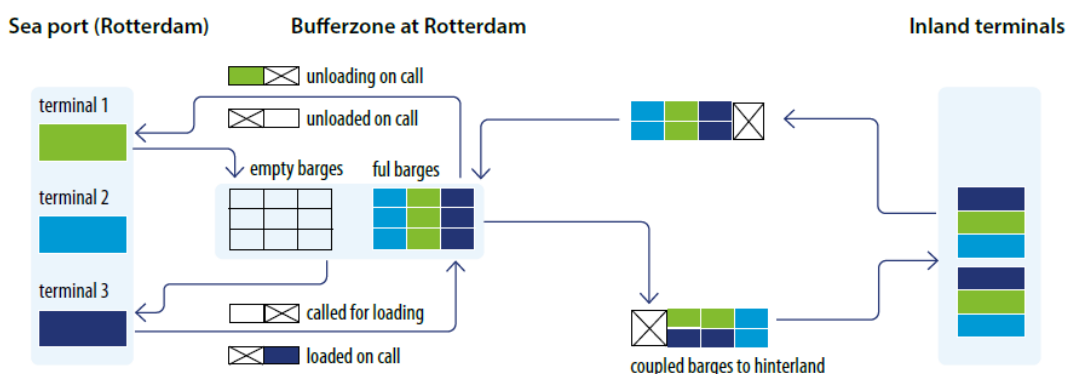 Sea port (Rotterdam)
Bufferzone at Rotterdam
Inland terminals
unloading on call
terminal 1
unloaded on call
empty barges
ful barges
terminal 2
terminal 3
called for loading
loaded on call
coupled barges to hinterland